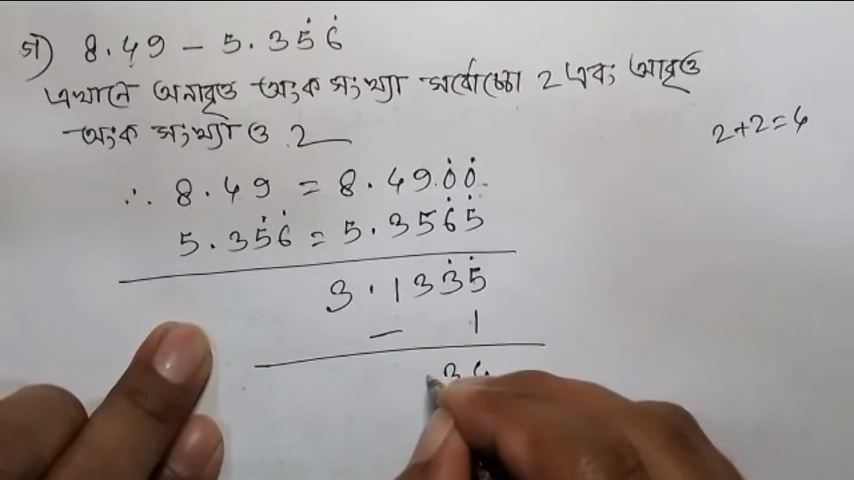 গ) 8.49 - 5.35̇6̇
এখানে অনাবৃত্ত অংক সংখ্যা সর্বোচ্চো 2 এবং আবৃত্ত
অংক সংখ্যা ও 2
2+2=4
∴ 8.49 = 8.490̇0̇
5.35̇6̇ = 5.356̇5̇
3.133̇5̇
- 1
34